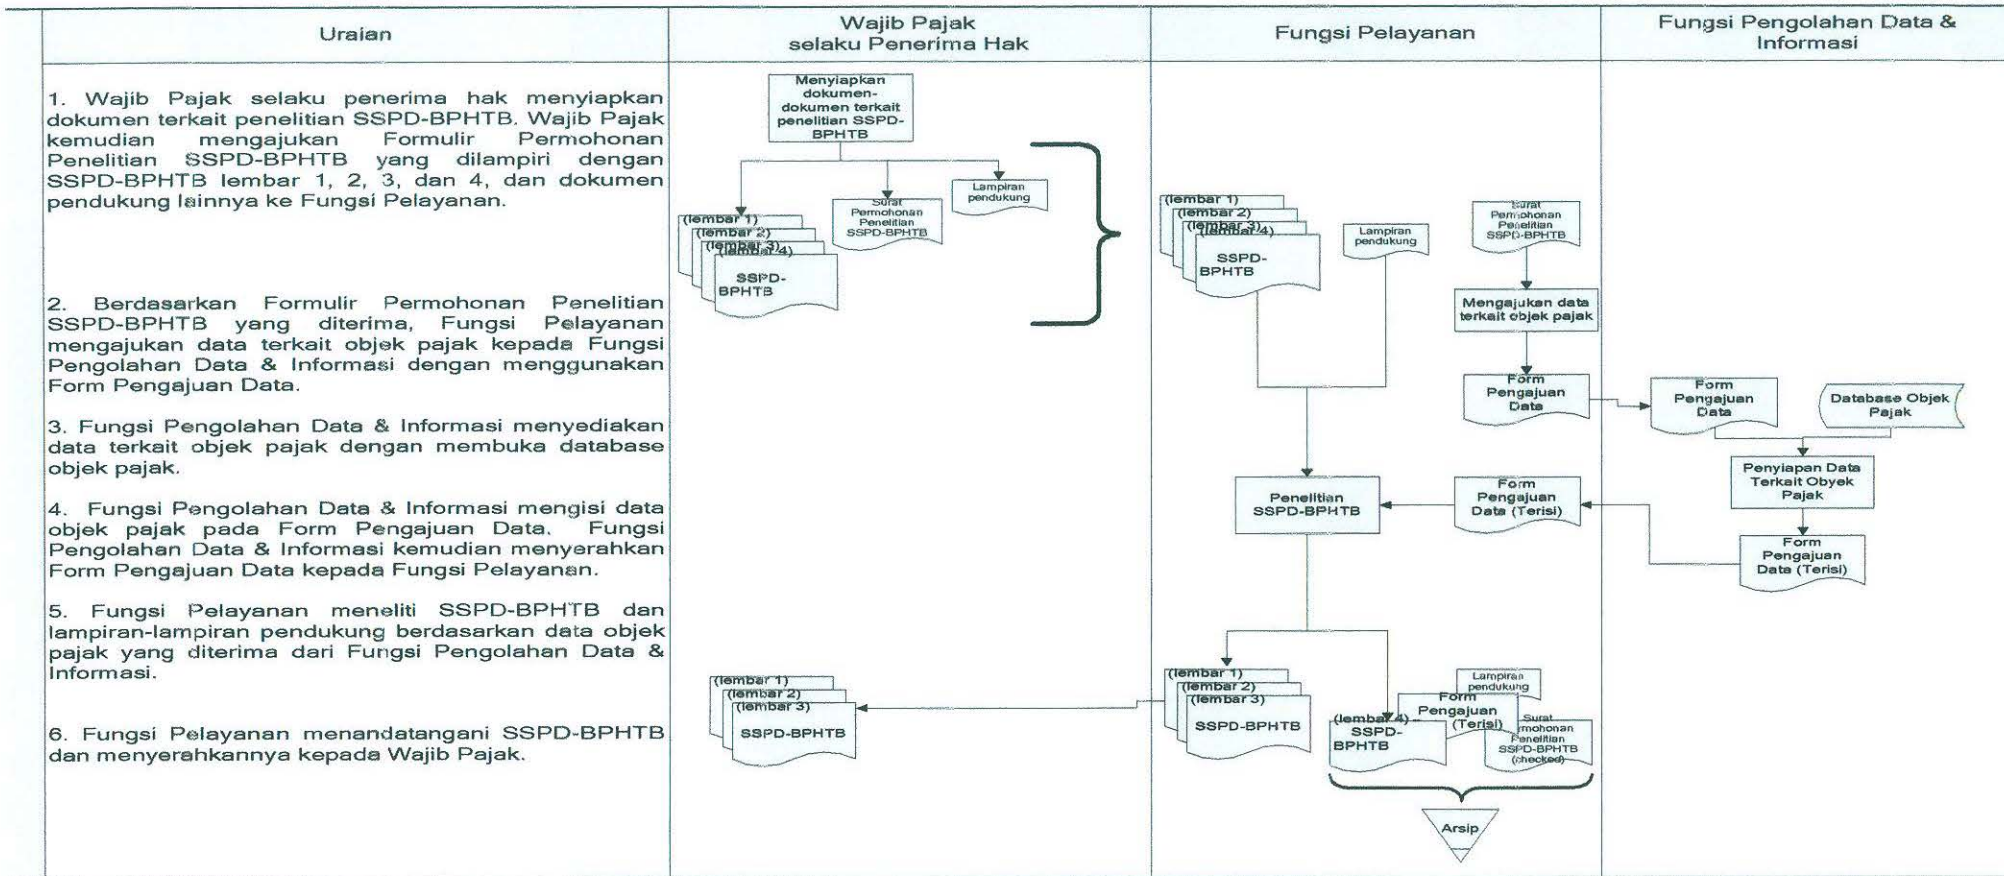 Uraian
Wajib Pajak
selaku Penerima Hak
Fungsi Pelayanan
Fungsi Pengolahan Data &
Informasi
1. Wajib Pajak selaku penerima hak menyiapkan
dokumen terkait penelitian SSPD-BPHTB. Wajib Pajak
kemudian mengajukan Formulir Permohonan
Penelitian SSPD-BPHTB yang dilampiri dengan
SSPD-BPHTB lembar 1, 2, 3, dan 4, dan dokumen
pendukung lainnya ke Fungsi Pelayanan.
2. Berdasarkan Formulir Permohonan Penelitian
SSPD-BPHTB yang diterima, Fungsi Pelayanan
mengajukan data terkait objek pajak kepada Fungsi
Pengolahan Data & Informasi dengan menggunakan
Form Pengajuan Data.
3. Fungsi Pengolahan Data & Informasi menyediakan
data terkait objek pajak dengan membuka database
objek pajak.
4. Fungsi Pengolahan Data & Informasi mengisi data
objek pajak pada Form Pengajuan Data. Fungsi
Pengolahan Data & Informasi kemudian menyerahkan
Form Pengajuan Data kepada Fungsi Pelayanan.
5. Fungsi Pelayanan meneliti SSPD-BPHTB dan
lampiran-lampiran pendukung berdasarkan data objek
pajak yang diterima dari Fungsi Pengolahan Data &
Informasi.
6. Fungsi Pelayanan menandatangani SSPD-BPHTB
dan menyerahkannya kepada Wajib Pajak.
Menyiapkan
dokumen-
dokumen terkait
penelitian SSPD-
BPHTB
(lembar 1)
(lembar 2)
(lembar 3)
(lembar 4)
SSPD-
BPHTB
Surat
Permohonan
Penelitian
SSPD-BPHTB
Lampiran
pendukung
(lembar 1)
(lembar 2)
(lembar 3)
SSPD-BPHTB
(lembar 1)
(lembar 2)
(lembar 3)
(lembar 4)
SSPD-
BPHTB
Lampiran
pendukung
Surat
Permohonan
Penelitian
SSPD-BPHTB
Mengajukan data
terkait objek pajak
Form
Pengajuan
Data
Penelitian
SSPD-BPHTB
Form
Pengajuan
Data (Terisi)
(lembar 1)
(lembar 2)
(lembar 3)
SSPD-BPHTB
Lampiran
pendukung
Form
Pengajuan
(Terisi)
(lembar 4)
SSPD-
BPHTB
Surat
rmohonan
Penelitian
SSPD-BPHTB
(checked)
Arsip
Form
Pengajuan
Data
Database Objek
Pajak
Penyiapan Data
Terkait Obyek
Pajak
Form
Pengajuan
Data (Terisi)